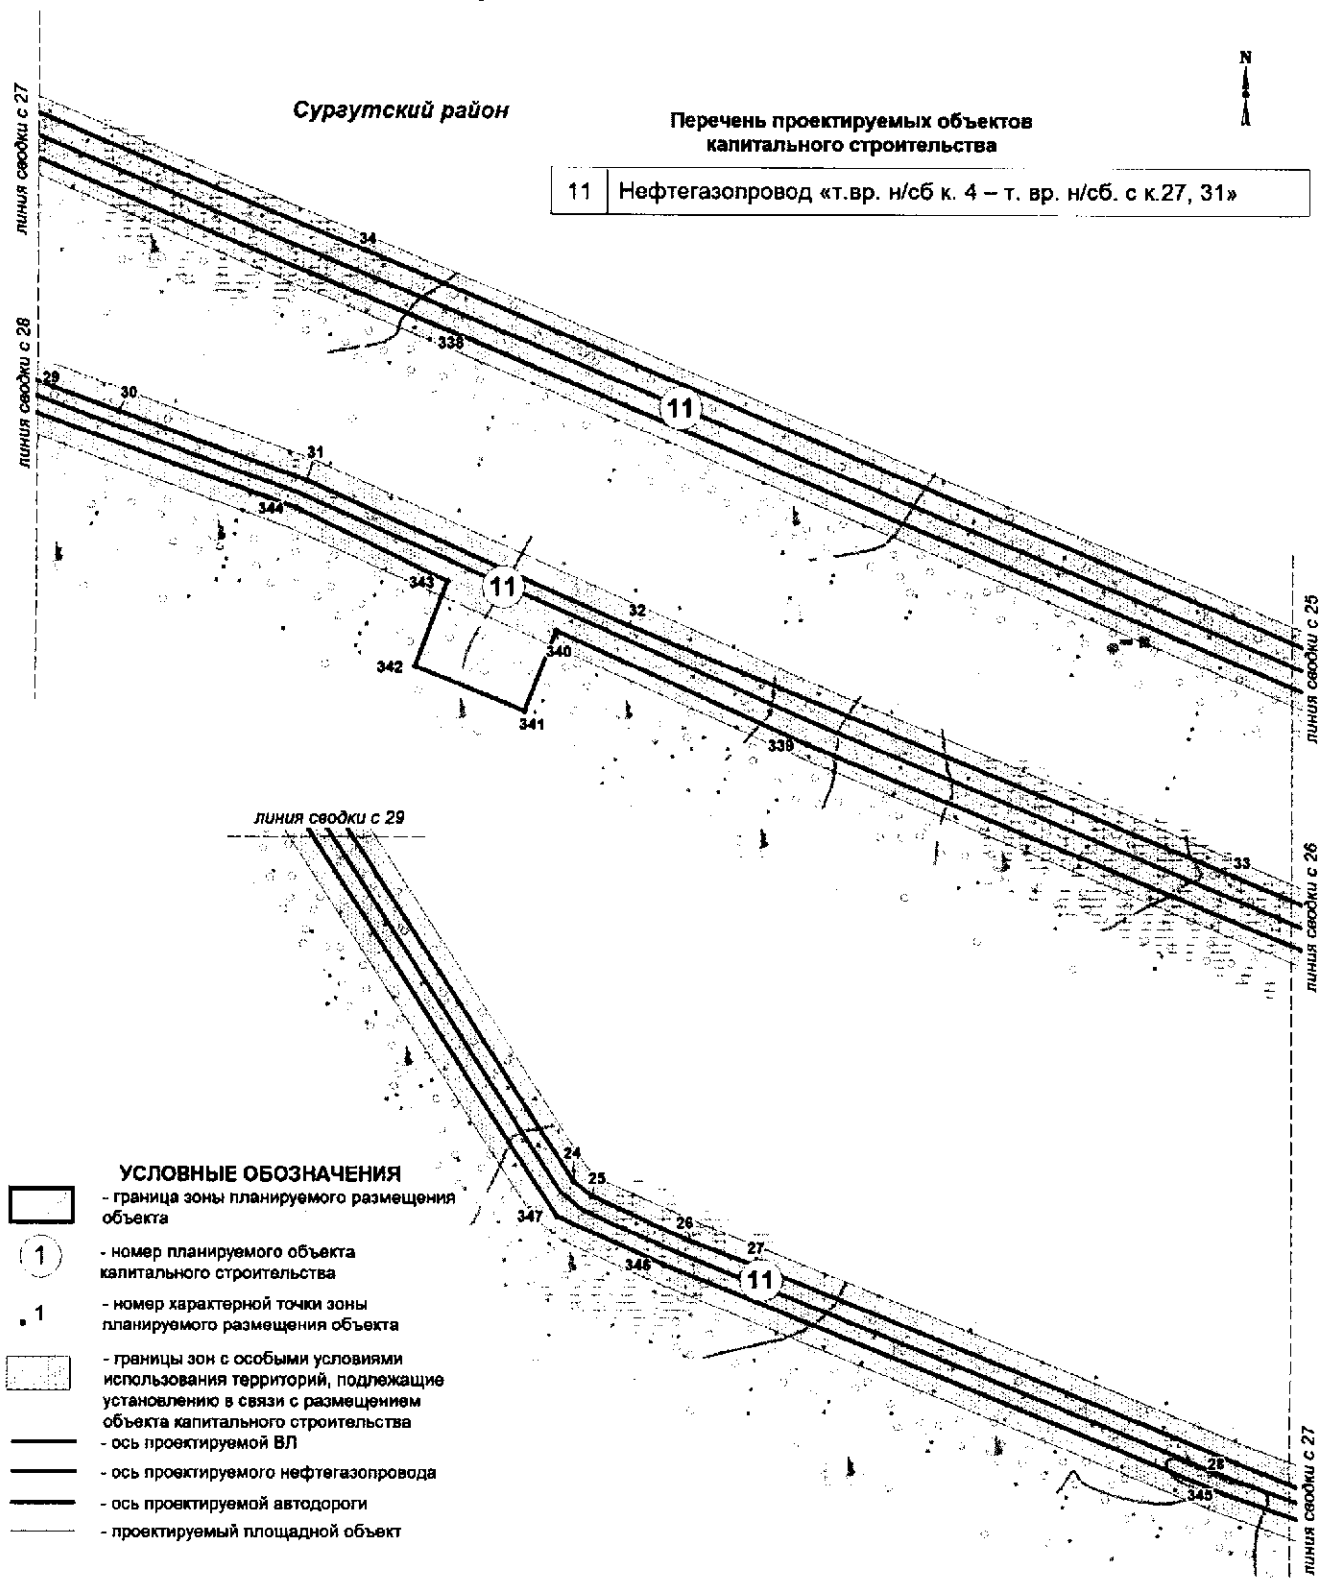 N
Сургутский район
Перечень проектируемых объектов
капитального строительства
11 Нефтегазопровод «т.вр. н/сб к. 4 – т. вр. н/сб. с к.27, 31»
линия сводки с 27
34
338
11
линия сводки с 25
линия сводки с 28
29
30
31
344
343
11
32
340
342
341
339
33
линия сводки с 26
линия сводки с 29
24
25
347
26
27
346
11
28
345
линия сводки с 27
УСЛОВНЫЕ ОБОЗНАЧЕНИЯ
- граница зоны планируемого размещения
объекта
1
- номер планируемого объекта
капитального строительства
1
- номер характерной точки зоны
планируемого размещения объекта
- границы зон с особыми условиями
использования территорий, подлежащие
установлению в связи с размещением
объекта капитального строительства
- ось проектируемой ВЛ
- ось проектируемого нефтегазопровода
- ось проектируемой автодороги
- проектируемый площадной объект